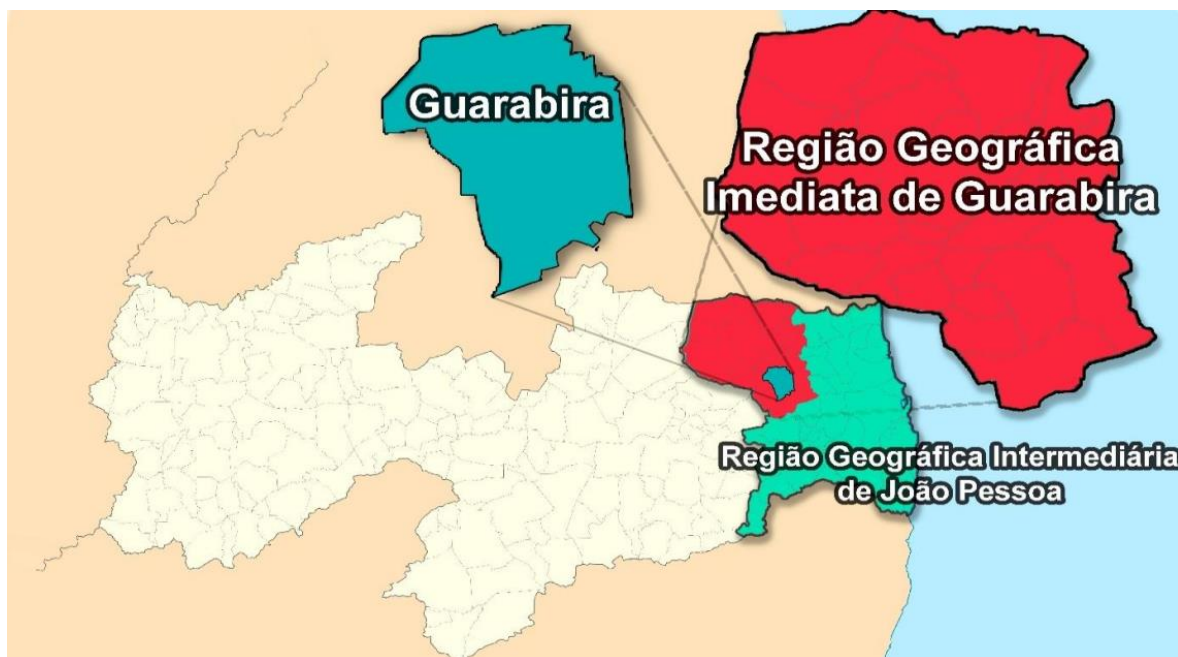 Guarabira
Região Geográfica
Imediata de Guarabira
Região Geográfica Intermediária
de João Pessoa